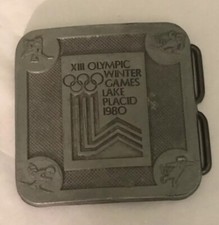 XIII OLYMPIC
WINTER
GAMES
LAKE
PLACID
1980